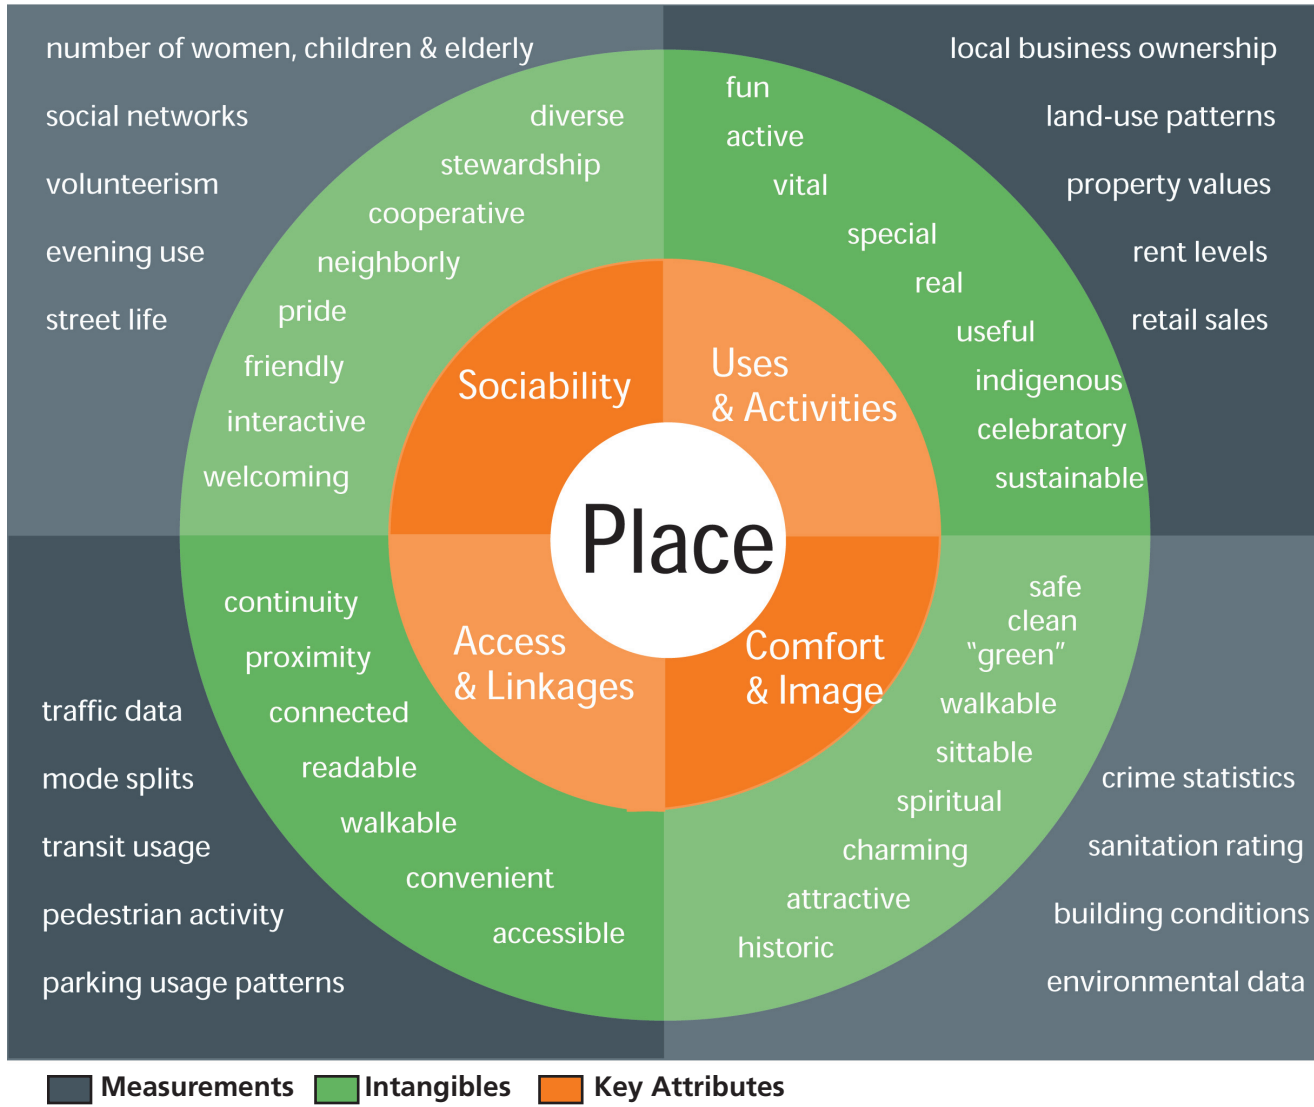 number of women, children & elderly
social networks
volunteerism
evening use
street life
diverse
stewardship
cooperative
neighborly
pride
friendly
interactive
welcoming
fun
active
vital
special
real
useful
indigenous
celebratory
sustainable
local business ownership
land-use patterns
property values
rent levels
retail sales
Sociability
Uses
& Activities
Place
Access
& Linkages
Comfort
& Image
continuity
proximity
connected
readable
walkable
convenient
accessible
traffic data
mode splits
transit usage
pedestrian activity
parking usage patterns
safe
clean
“green”
walkable
sittable
spiritual
charming
attractive
historic
crime statistics
sanitation rating
building conditions
environmental data
Measurements
Intangibles
Key Attributes